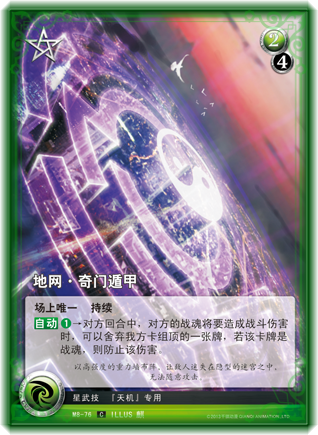 2
4
地网·奇门遁甲
场上唯一 持续
自动 1→对方回合中，对方的战魂将要造成战斗伤害
时，可以舍弃我方卡组顶的一张牌，若该卡牌是
战魂，则防止该伤害。
以高强度的重力墙布阵，让敌人迷失在隐型的迷宫之中，
无法随意攻击。
星武技 『天机』专用
M6-76 C ILLUS